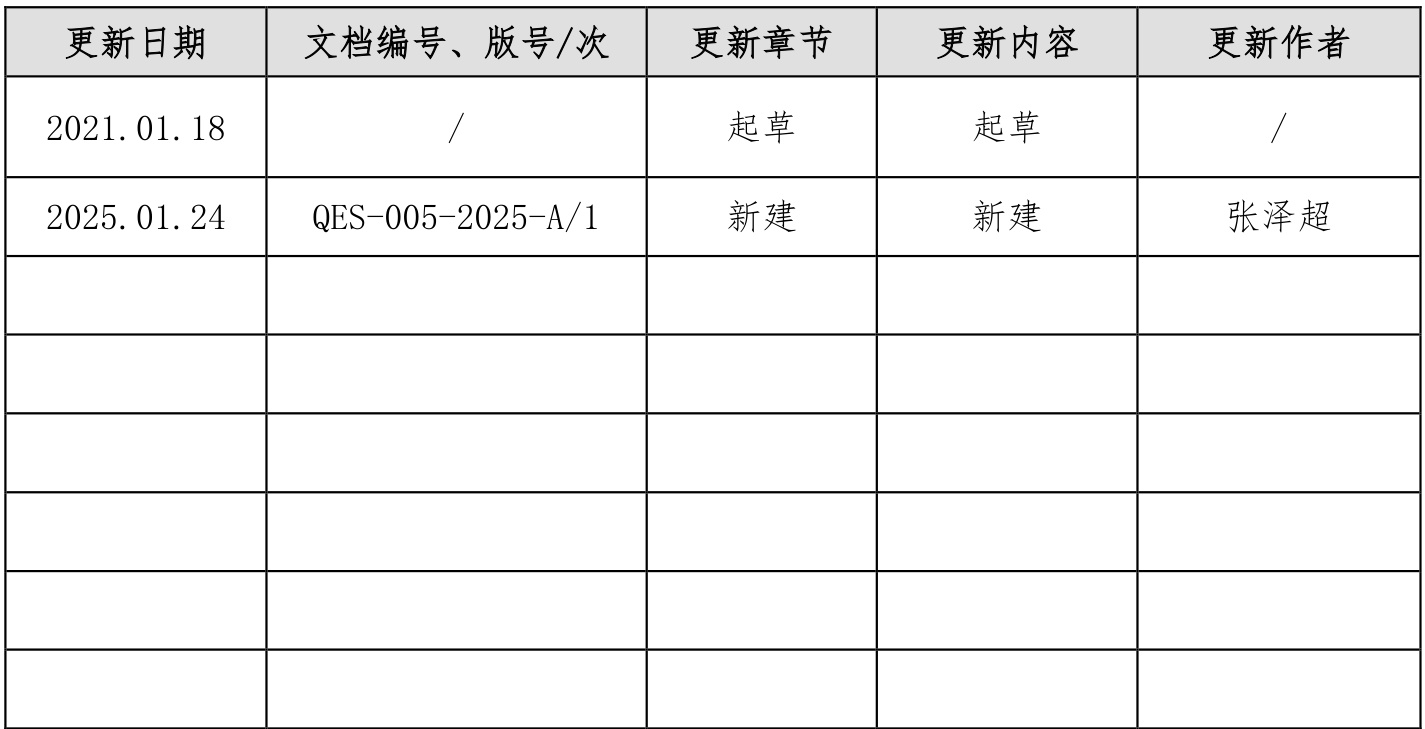 更新日期 文档编号、版号/次 更新章节 更新内容 更新作者
2021.01.18 / 起草 起草 /
2025.01.24 QES-005-2025-A/1 新建 新建 张泽超